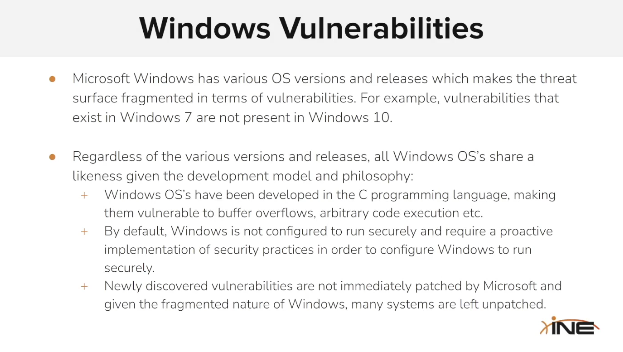 Windows Vulnerabilities
● Microsoft Windows has various OS versions and releases which makes the threat
surface fragmented in terms of vulnerabilities. For example, vulnerabilities that
exist in Windows 7 are not present in Windows 10.
● Regardless of the various versions and releases, all Windows OS's share a
likeness given the development model and philosophy:
+ Windows OS's have been developed in the C programming language, making
them vulnerable to buffer overflows, arbitrary code execution etc.
+ By default, Windows is not configured to run securely and require a proactive
implementation of security practices in order to configure Windows to run
securely.
+ Newly discovered vulnerabilities are not immediately patched by Microsoft and
given the fragmented nature of Windows, many systems are left unpatched.
INE